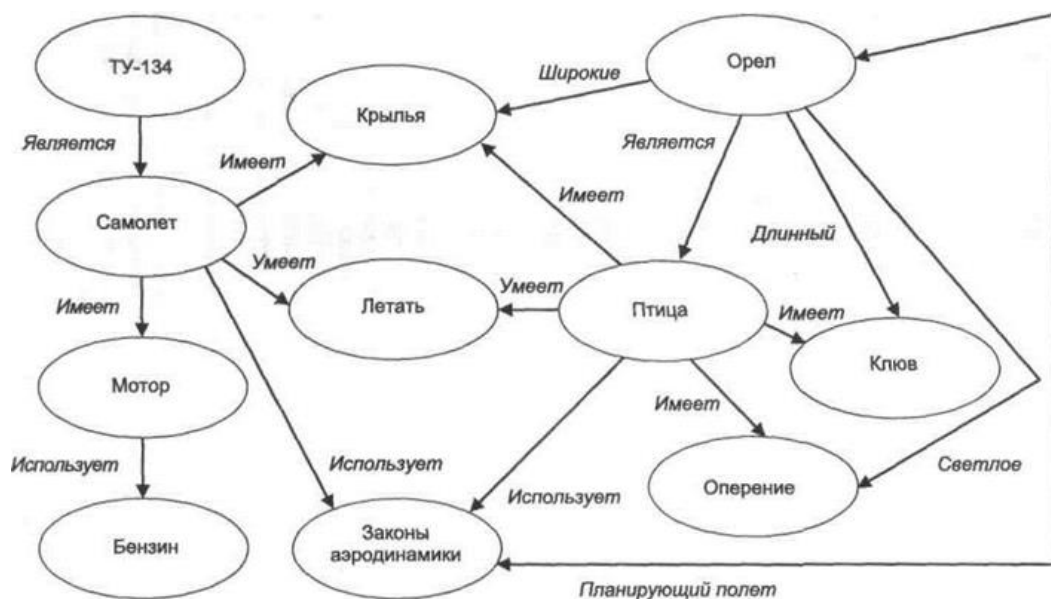 ТУ-134
Орел
Широкие
Крылья
Является
Является
Имеет
Имеет
Самолет
Длинный
Умеет
Умеет
Летать
Птица
Имеет
Имеет
Клюв
Мотор
Имеет
Использует
Использует
Светлое
Оперение
Использует
Законы
аэродинамики
Бензин
Планирующий полет